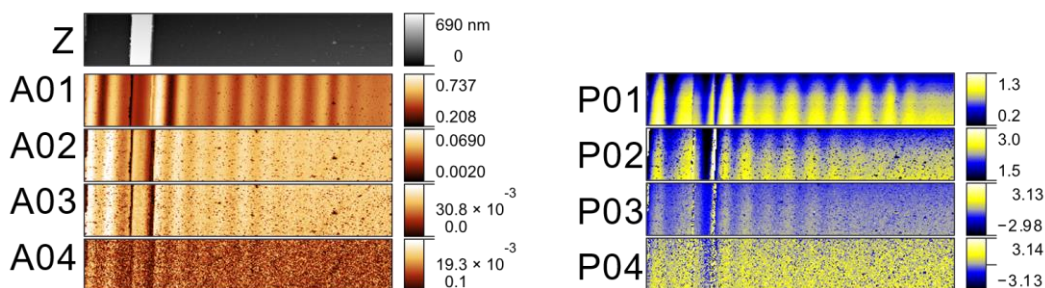 Z
690 nm
0
A01
0.737
0.208
A02
0.0690
0.0020
A03
30.8 × 10 -3
0.0
A04
19.3 × 10 -3
0.1
P01
1.3
0.2
P02
3.0
1.5
P03
3.13
−2.98
P04
3.14
−3.13